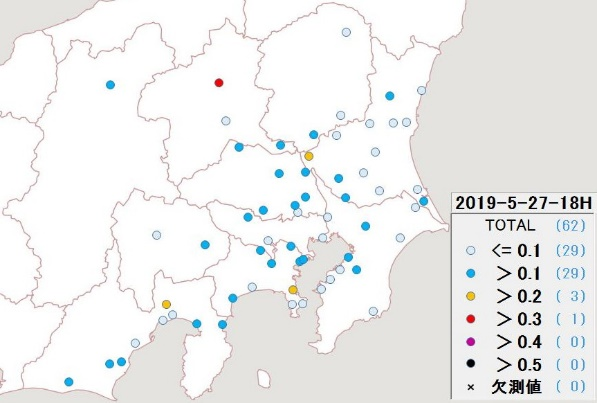 2019-5-27-18H
TOTAL (62)
<= 0.1 (29)
> 0.1 (29)
> 0.2 ( 3)
> 0.3 ( 1)
> 0.4 ( 0)
> 0.5 ( 0)
× 欠測値 ( 0)